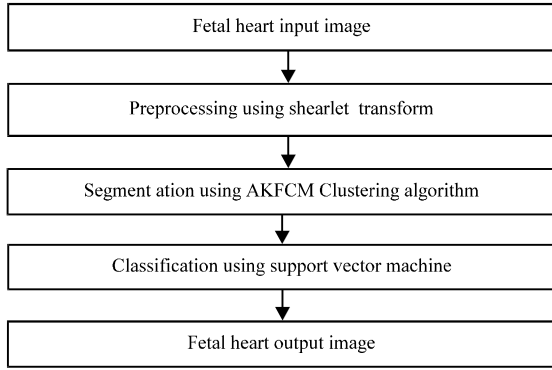 Fetal heart input image
Preprocessing using shearlet transform
Segment ation using AKFCM Clustering algorithm
Classification using support vector machine
Fetal heart output image